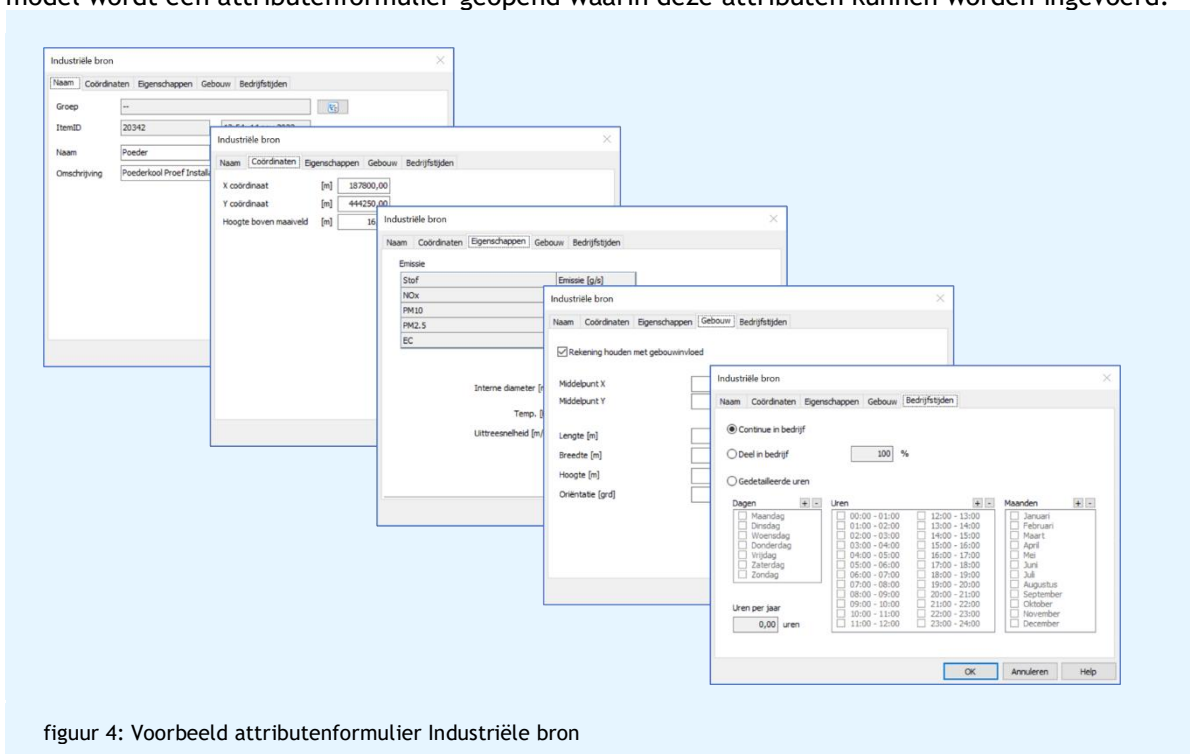 model wordt een attributenformulier geopend waarin deze attributen kunnen worden ingevoerd.
Industriële bron
Naam Coördinaten Eigenschappen Gebouw Bedrijfstijden
Groep --
ItemID 20342
Naam Poeder
Omschrijving Poederkool Proef
Industriële bron
Naam Coördinaten Eigenschappen Gebouw Bedrijfstijden
X coördinaat [m] 187800,00
Y coördinaat [m] 444250,00
Hoogte boven maaiveld [m] 16
Industriële bron
Naam Coördinaten Eigenschappen Gebouw Bedrijfstijden
Emissie
Stof Emissie [g/s]
NOx
PM10
PM2.5
EC
Interne diameter
Temp.
Uittreesnelheid
Industriële bron
Naam Coördinaten Eigenschappen Gebouw Bedrijfstijden
Rekening houden met gebouwinvloed
Middelpunt X
Middelpunt Y
Lengte [m]
Breedte [m]
Hoogte [m]
Oriëntatie [grd]
Industriële bron
Naam Coördinaten Eigenschappen Gebouw Bedrijfstijden
Continue in bedrijf
Deel in bedrijf 100 %
Gedetailleerde uren
Dagen + - Uren + - Maanden + -
Maandag 00:00 - 01:00 12:00 - 13:00 Januari
Dinsdag 01:00 - 02:00 13:00 - 14:00 Februari
Woensdag 02:00 - 03:00 14:00 - 15:00 Maart
Donderdag 03:00 - 04:00 15:00 - 16:00 April
Vrijdag 04:00 - 05:00 16:00 - 17:00 Mei
Zaterdag 05:00 - 06:00 17:00 - 18:00 Juni
Zondag 06:00 - 07:00 18:00 - 19:00 Juli
07:00 - 08:00 19:00 - 20:00 Augustus
08:00 - 09:00 20:00 - 21:00 September
09:00 - 10:00 21:00 - 22:00 Oktober
10:00 - 11:00 22:00 - 23:00 November
11:00 - 12:00 23:00 - 24:00 December
Uren per jaar
0,00 uren
OK Annuleren Help
figuur 4: Voorbeeld attributenformulier Industriële bron